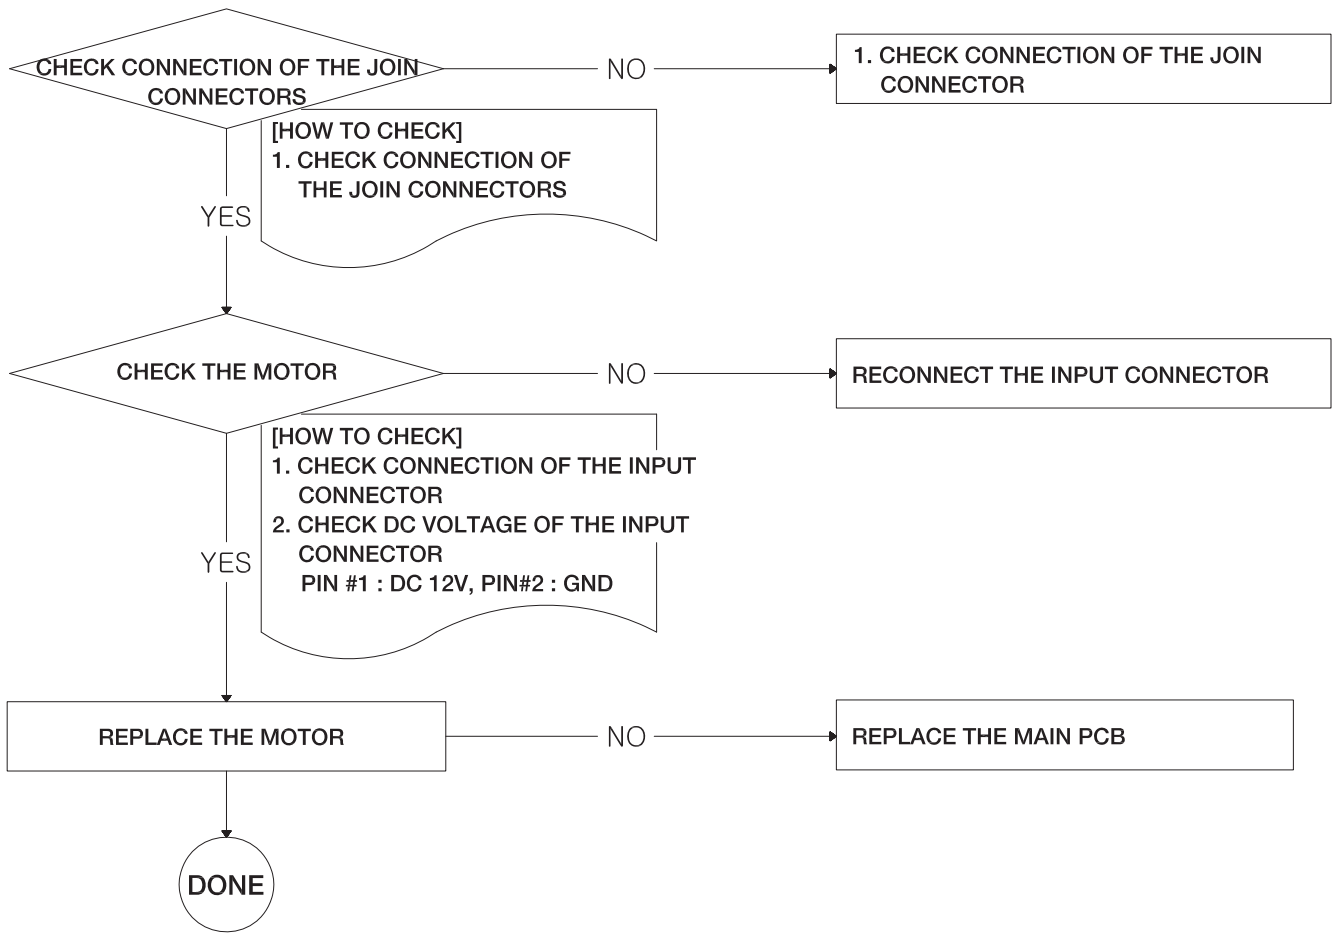 CHECK CONNECTION OF THE JOIN
CONNECTORS
NO
1. CHECK CONNECTION OF THE JOIN
CONNECTOR
[HOW TO CHECK]
1. CHECK CONNECTION OF
THE JOIN CONNECTORS
YES
CHECK THE MOTOR
NO
RECONNECT THE INPUT CONNECTOR
[HOW TO CHECK]
1. CHECK CONNECTION OF THE INPUT
CONNECTOR
2. CHECK DC VOLTAGE OF THE INPUT
CONNECTOR
PIN #1 : DC 12V, PIN#2 : GND
YES
REPLACE THE MOTOR
NO
REPLACE THE MAIN PCB
DONE